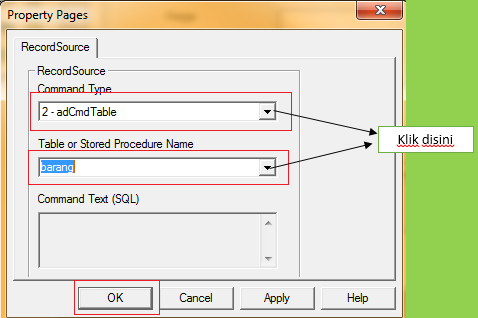 Property Pages
RecordSource
RecordSource
Command Type
2 - adCmdTable
Table or Stored Procedure Name
barang
Command Text (SQL)
OK
Cancel
Apply
Help
Klik disini